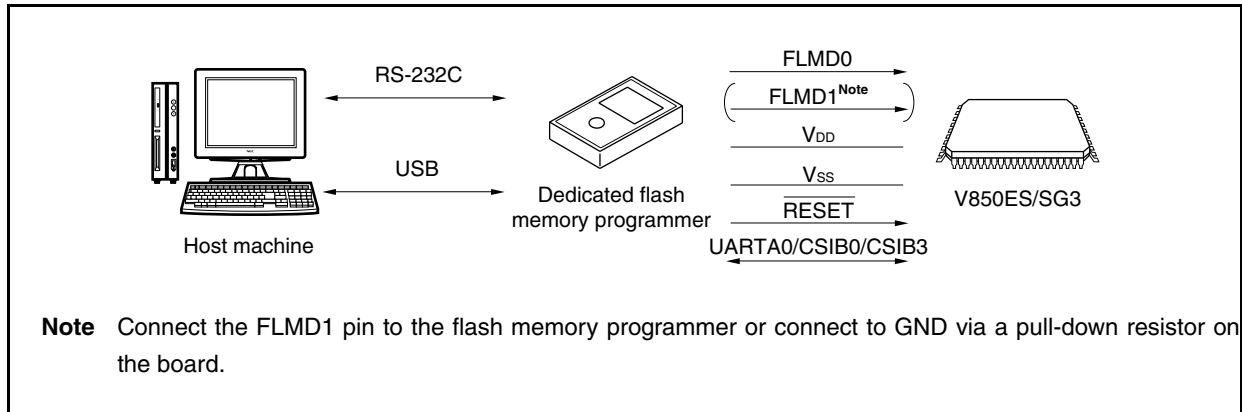 RS-232C
USB
Host machine
Dedicated flash
memory programmer
FLMD0
( FLMD1Note )
VDD
VSS
RESET
UARTA0/CSIB0/CSIB3
V850ES/SG3
Note Connect the FLMD1 pin to the flash memory programmer or connect to GND via a pull-down resistor on
the board.